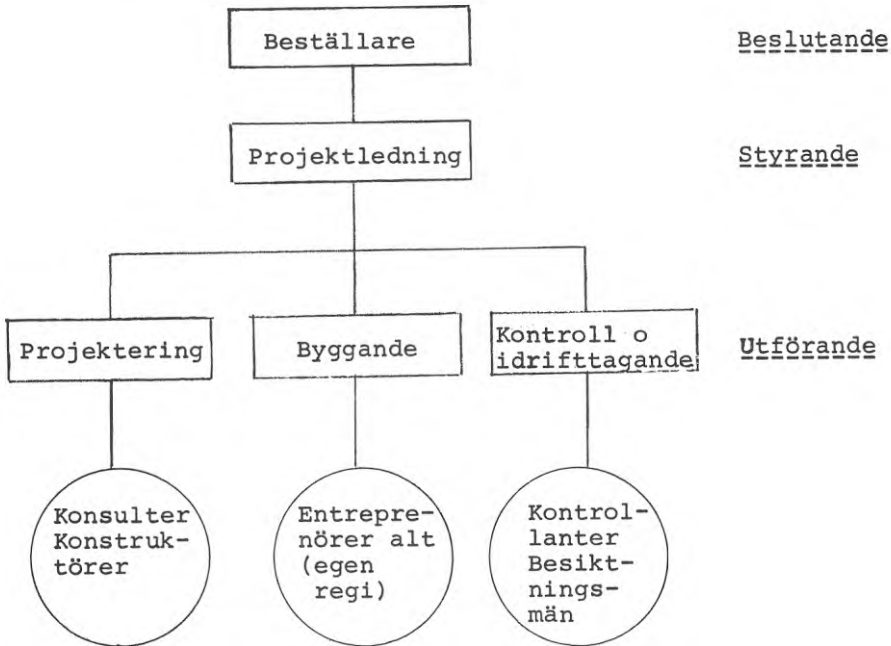 Beställare
Beslutande
Projektledning
Styrande
Projektering
Byggande
Kontroll o
idrifttagande
Utförande
Konsulter
Konstruk-
törer
Entrepre-
nörer alt
(egen
regi)
Kontrol-
lanter
Besikt-
nings-
män